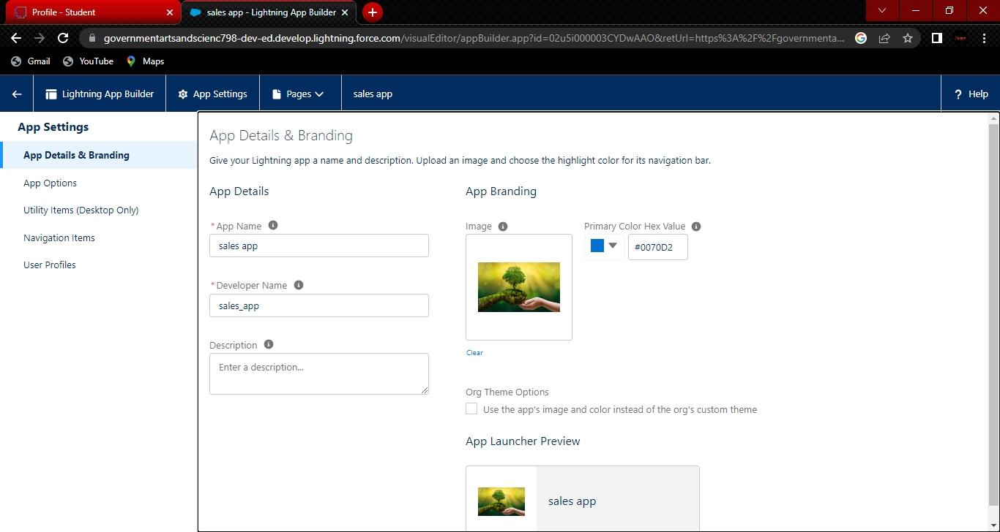 Profile - Student
sales app - Lightning App Builder
governmentartsandscienc798-dev-ed.develop.lightning.force.com/visualEditor/appBuilder.app?id=02u5i000003CYDwAAO&retUrl=https%3A%2F%2Fgovernmenta...
Gmail YouTube Maps
Lightning App Builder App Settings Pages sales app ? Help
App Settings
App Details & Branding
App Options
Utility Items (Desktop Only)
Navigation Items
User Profiles
App Details & Branding
Give your Lightning app a name and description. Upload an image and choose the highlight color for its navigation bar.
App Details
*App Name
sales app
*Developer Name
sales_app
Description
Enter a description...
App Branding
Image
Clear
Primary Color Hex Value
#0070D2
Org Theme Options
Use the app's image and color instead of the org's custom theme
App Launcher Preview
sales app